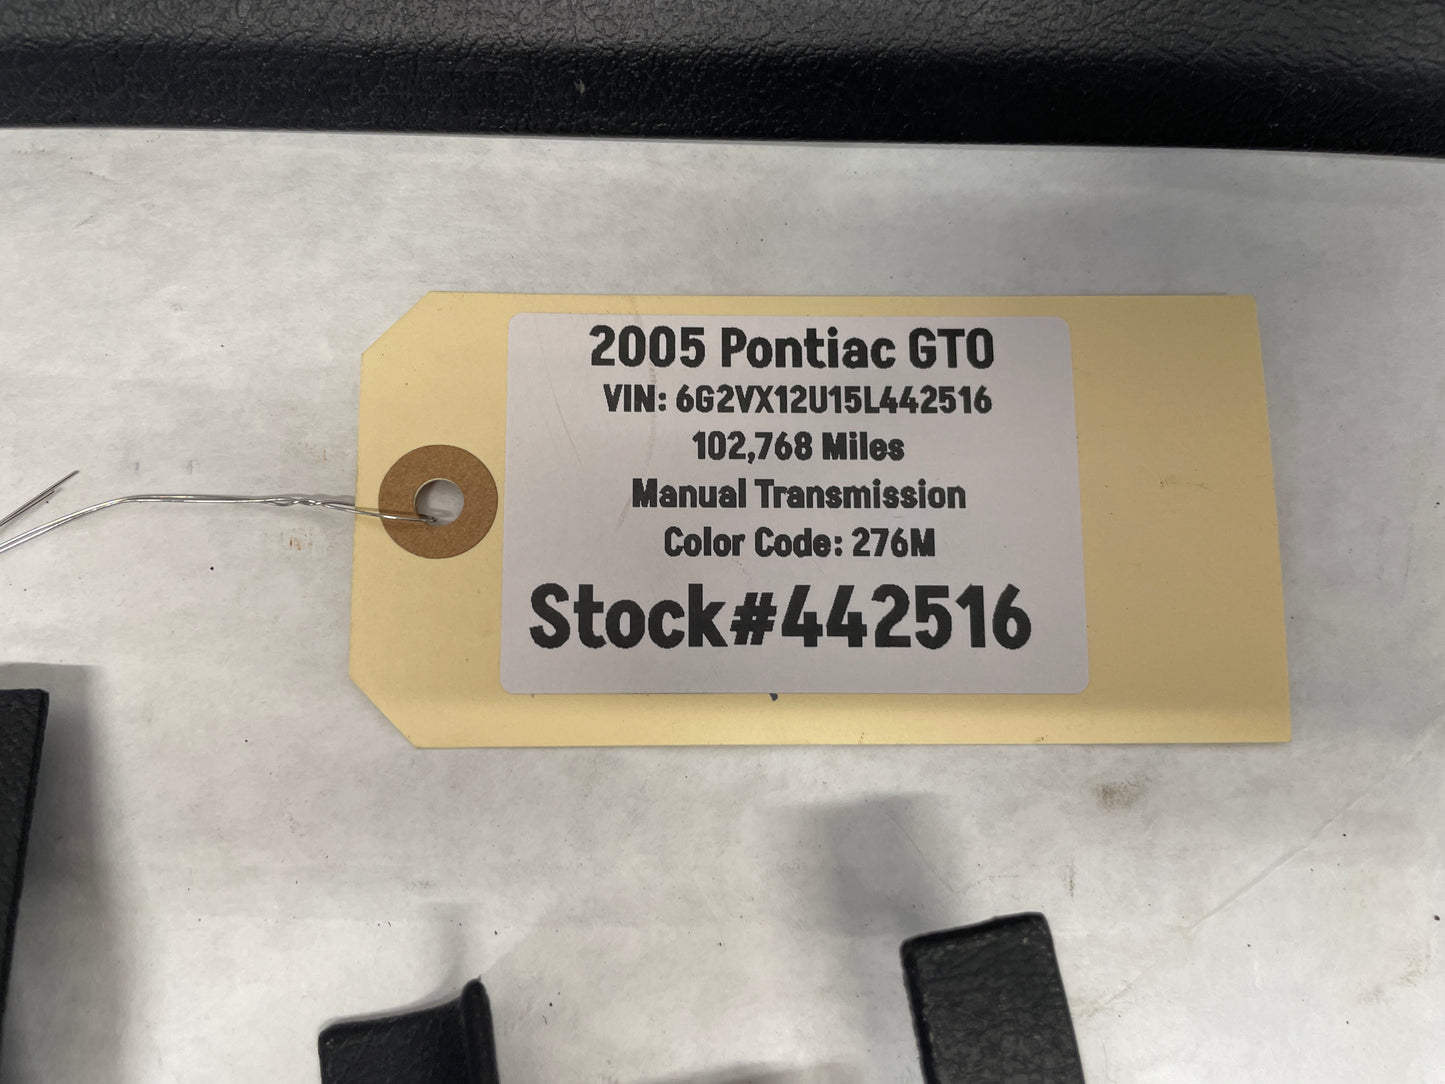 2005 Pontiac GTO
VIN: 6G2VX12U15L442516
102,768 Miles
Manual Transmission
Color Code: 276M
Stock#442516